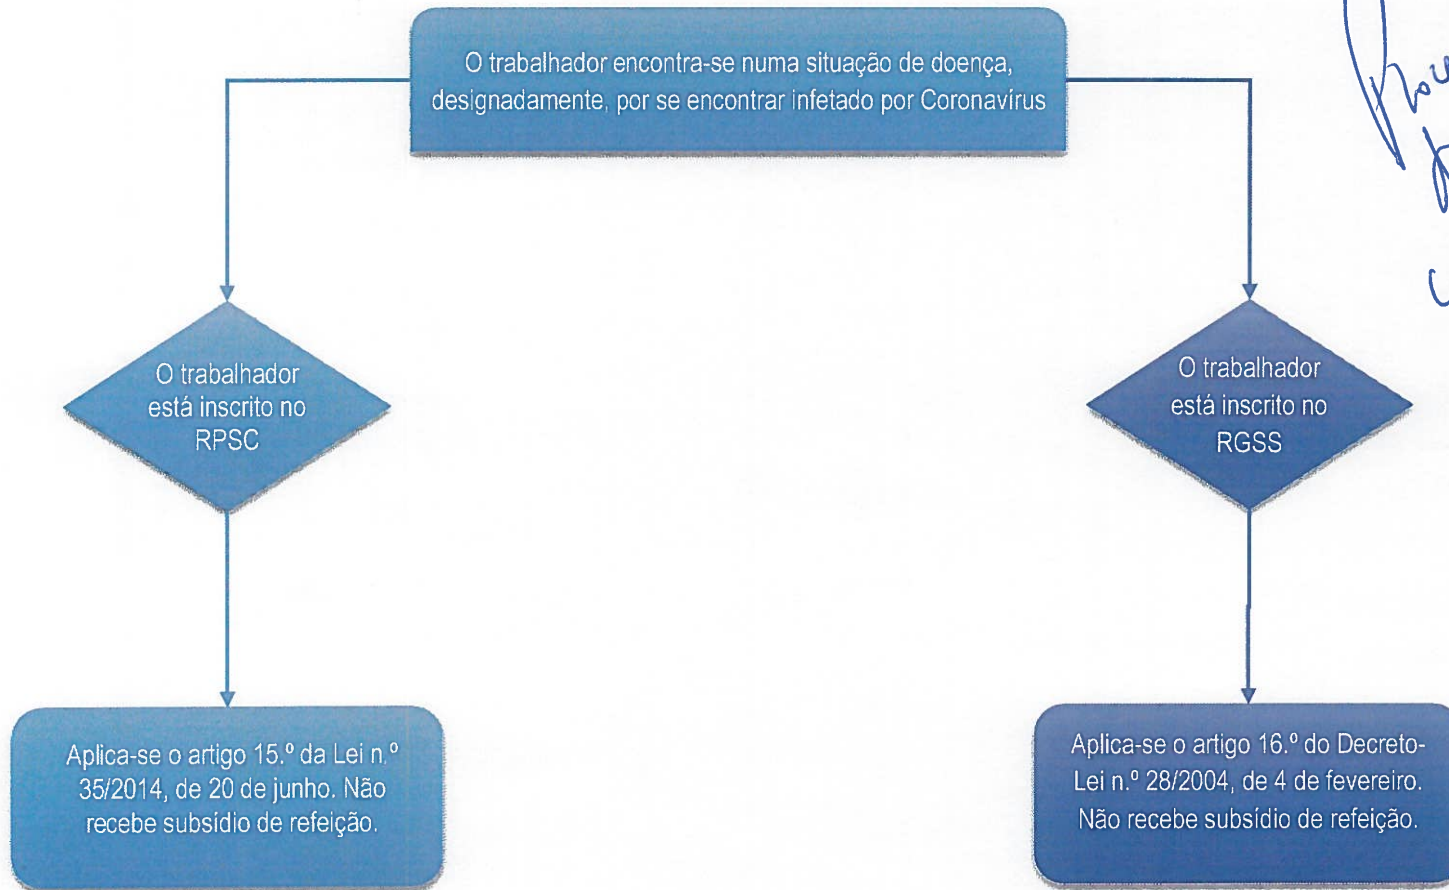 O trabalhador encontra-se numa situação de doença,
designadamente, por se encontrar infetado por Coronavírus
O trabalhador
está inscrito no
RPSC
O trabalhador
está inscrito no
RGSS
Aplica-se o artigo 15.º da Lei n.º
35/2014, de 20 de junho. Não
recebe subsídio de refeição.
Aplica-se o artigo 16.º do Decreto-
Lei n.º 28/2004, de 4 de fevereiro.
Não recebe subsídio de refeição.